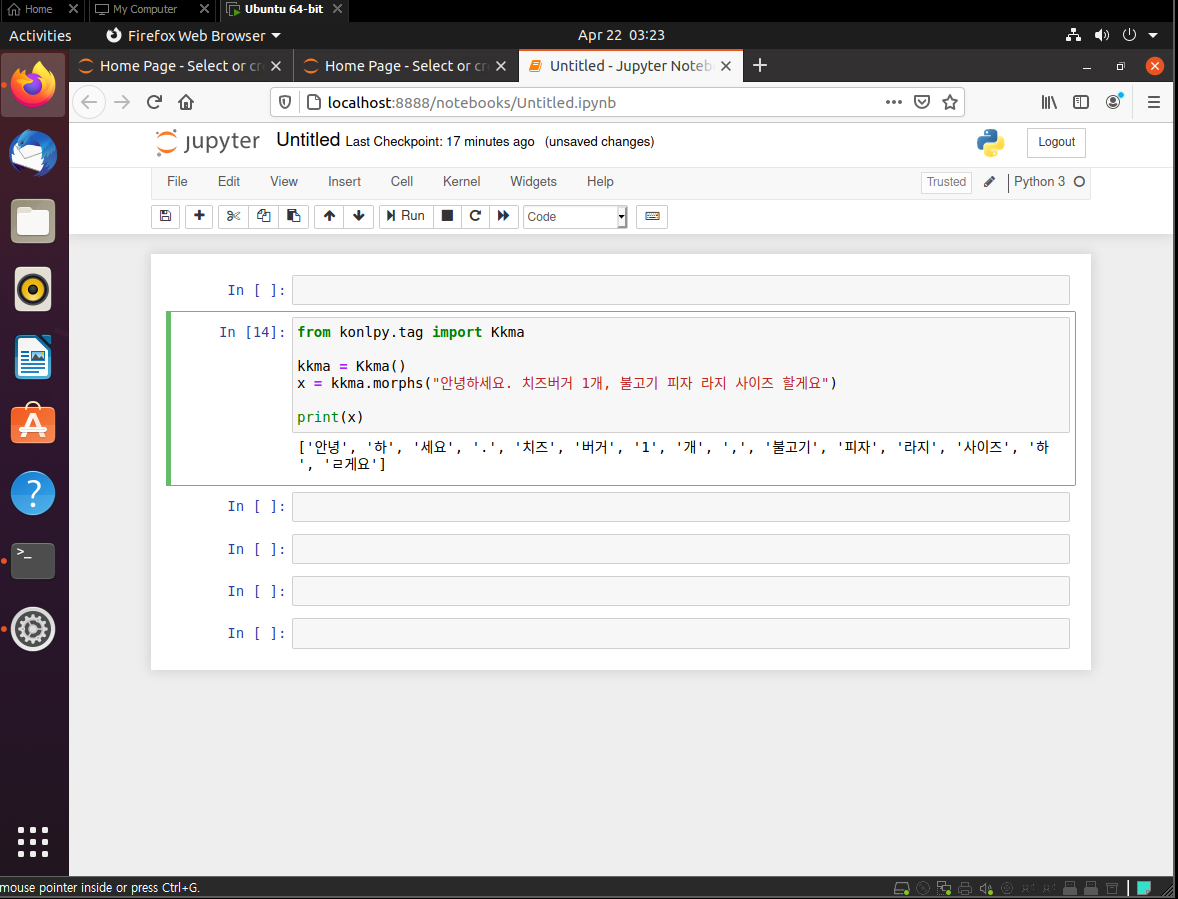 Home
My Computer
Ubuntu 64-bit
Activities
Firefox Web Browser
Apr 22 03:23
Home Page - Select or cr
Home Page - Select or cr
Untitled - Jupyter Noteb
localhost:8888/notebooks/Untitled.ipynb
jupyter
Untitled Last Checkpoint: 17 minutes ago (unsaved changes)
Logout
File Edit View Insert Cell Kernel Widgets Help
Trusted
Python 3
Run
Code
In [ ]:
In [14]:
from konlpy.tag import Kkma
kkma = Kkma()
x = kkma.morphs("안녕하세요. 치즈버거 1개, 불고기 피자 라지 사이즈 할게요")
print(x)
['안녕', '하', '세요', '.', '치즈', '버거', '1', '개', ',', '불고기', '피자', '라지', '사이즈', '하
', 'ㄹ게요']
In [ ]:
In [ ]:
In [ ]:
In [ ]:
mouse pointer inside or press Ctrl+G.